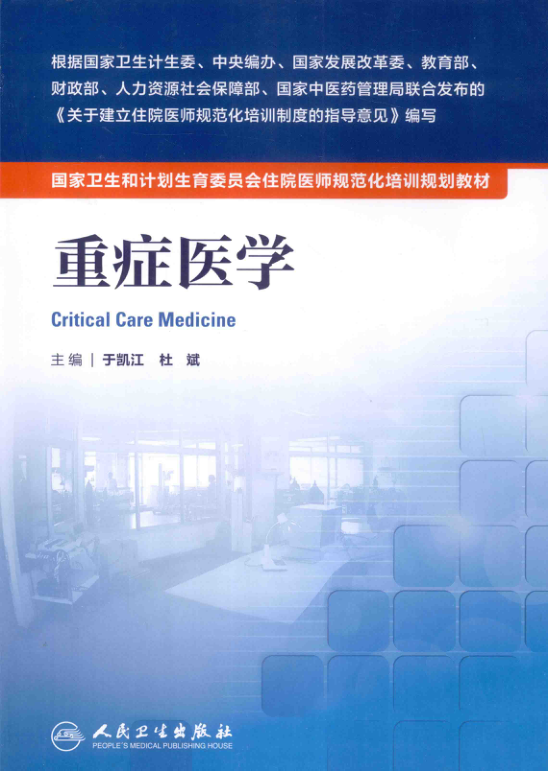 根据国家卫生计生委、中央编办、国家发展改革委、教育部、
财政部、人力资源社会保障部、国家中医药管理局联合发布的
《关于建立住院医师规范化培训制度的指导意见》编写
国家卫生和计划生育委员会住院医师规范化培训规划教材
重症医学
Critical Care Medicine
主编 | 于凯江 杜 斌
人民卫生出版社
PEOPLE'S MEDICAL PUBLISHING HOUSE